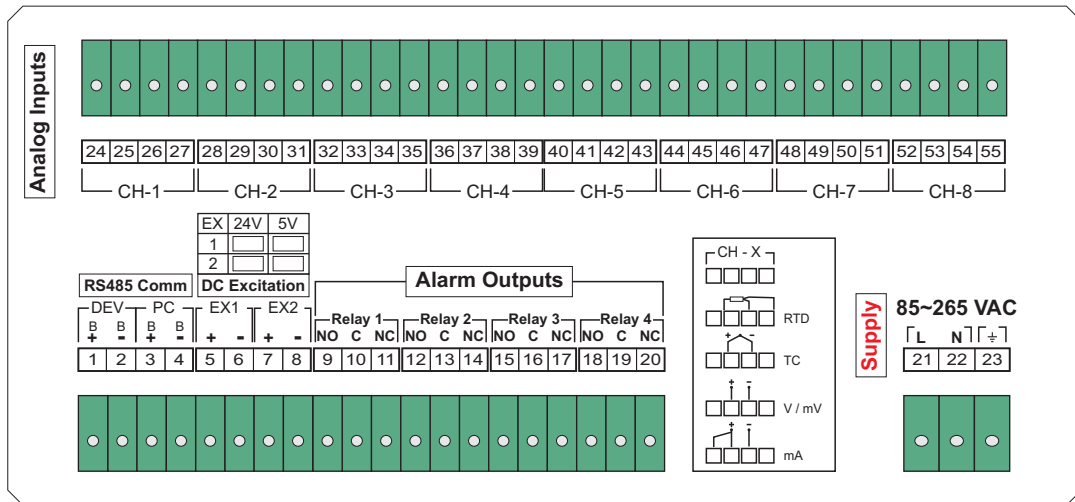 Analog Inputs
24 25 26 27 28 29 30 31 32 33 34 35 36 37 38 39 40 41 42 43 44 45 46 47 48 49 50 51 52 53 54 55
CH-1 CH-2 CH-3 CH-4 CH-5 CH-6 CH-7 CH-8
EX 24V 5V
1
2
RS485 Comm
DC Excitation
Alarm Outputs
DEV PC EX1 EX2
B B B B
+ - + - + - + -
Relay 1 Relay 2 Relay 3 Relay 4
NO C NC NO C NC NO C NC NO C NC
1 2 3 4 5 6 7 8 9 10 11 12 13 14 15 16 17 18 19 20
CH - X
RTD
+ -
TC
+ -
V / mV
+ -
mA
Supply
85~265 VAC
L N ⏚
21 22 23